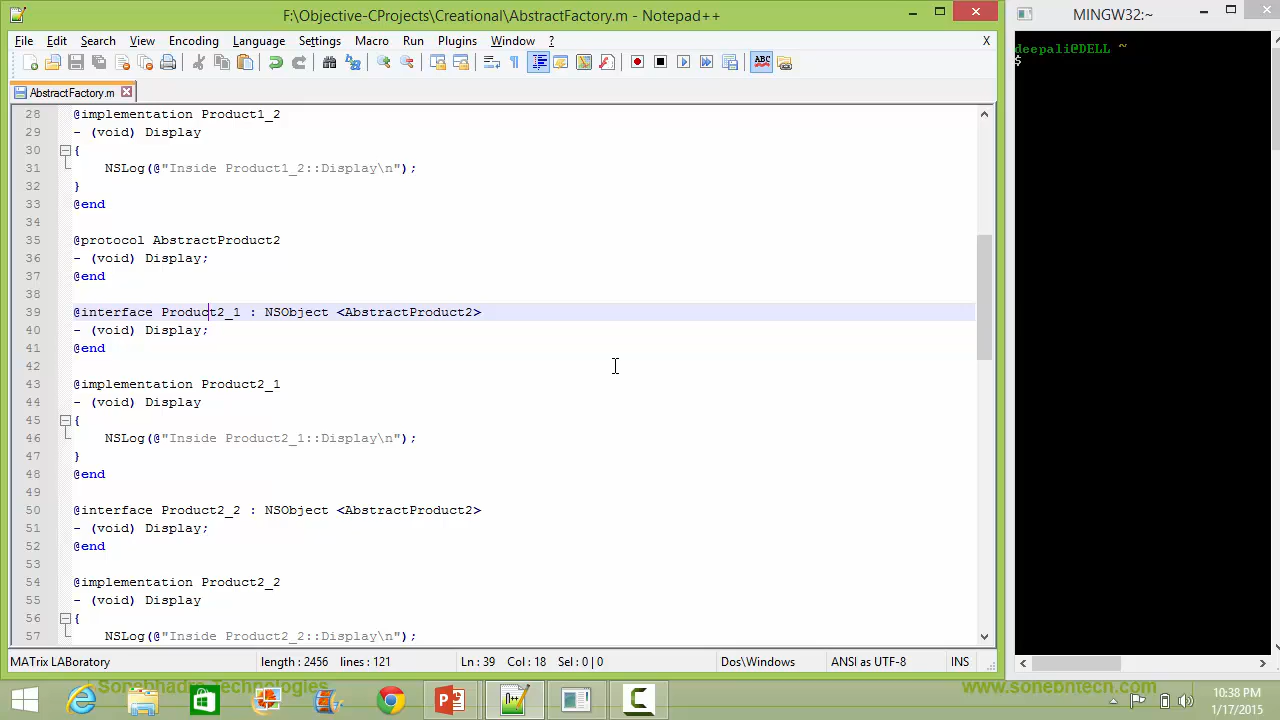 F:\Objective-CProjects\Creational\AbstractFactory.m - Notepad++
MINGW32:~
File Edit Search View Encoding Language Settings Macro Run Plugins Window ? X
AbstractFactory.m
28 @implementation Product1_2
29 - (void) Display
30 {
31 NSLog(@"Inside Product1_2::Display\n");
32 }
33 @end
34
35 @protocol AbstractProduct2
36 - (void) Display;
37 @end
38
39 @interface Product2_1 : NSObject <AbstractProduct2>
40 - (void) Display;
41 @end
42
43 @implementation Product2_1
44 - (void) Display
45 {
46 NSLog(@"Inside Product2_1::Display\n");
47 }
48 @end
49
50 @interface Product2_2 : NSObject <AbstractProduct2>
51 - (void) Display;
52 @end
53
54 @implementation Product2_2
55 - (void) Display
56 {
57 NSLog(@"Inside Product2_2::Display\n");
deepali@DELL ~
$
MATrix LABoratory length : 2456 lines : 121 Ln : 39 Col : 18 Sel : 0 | 0 Dos\Windows ANSI as UTF-8 INS
Technologies
10:38 PM
1/17/2015